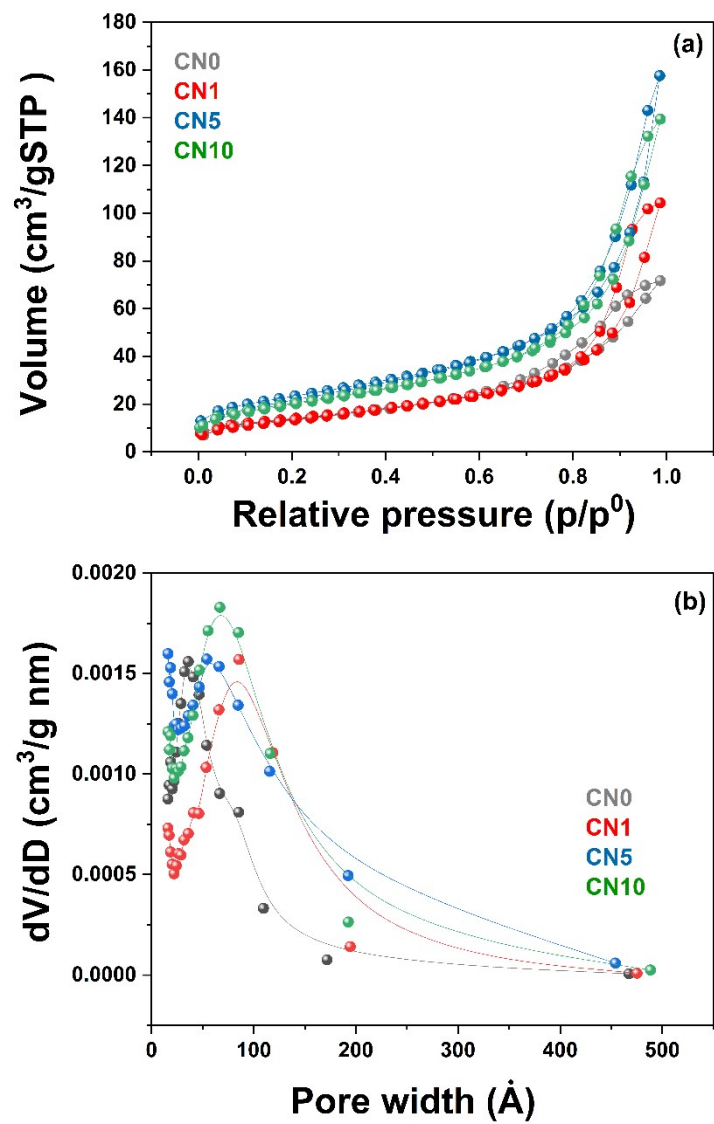 (a)
CN0
CN1
CN5
CN10
Volume (cm³/gSTP )
180
160
140
120
100
80
60
40
20
0
0.0 0.2 0.4 0.6 0.8 1.0
Relative pressure (p/p⁰)
(b)
dV/dD (cm³/g nm)
0.0020
0.0015
0.0010
0.0005
0.0000
CN0
CN1
CN5
CN10
0 100 200 300 400 500
Pore width (Å)